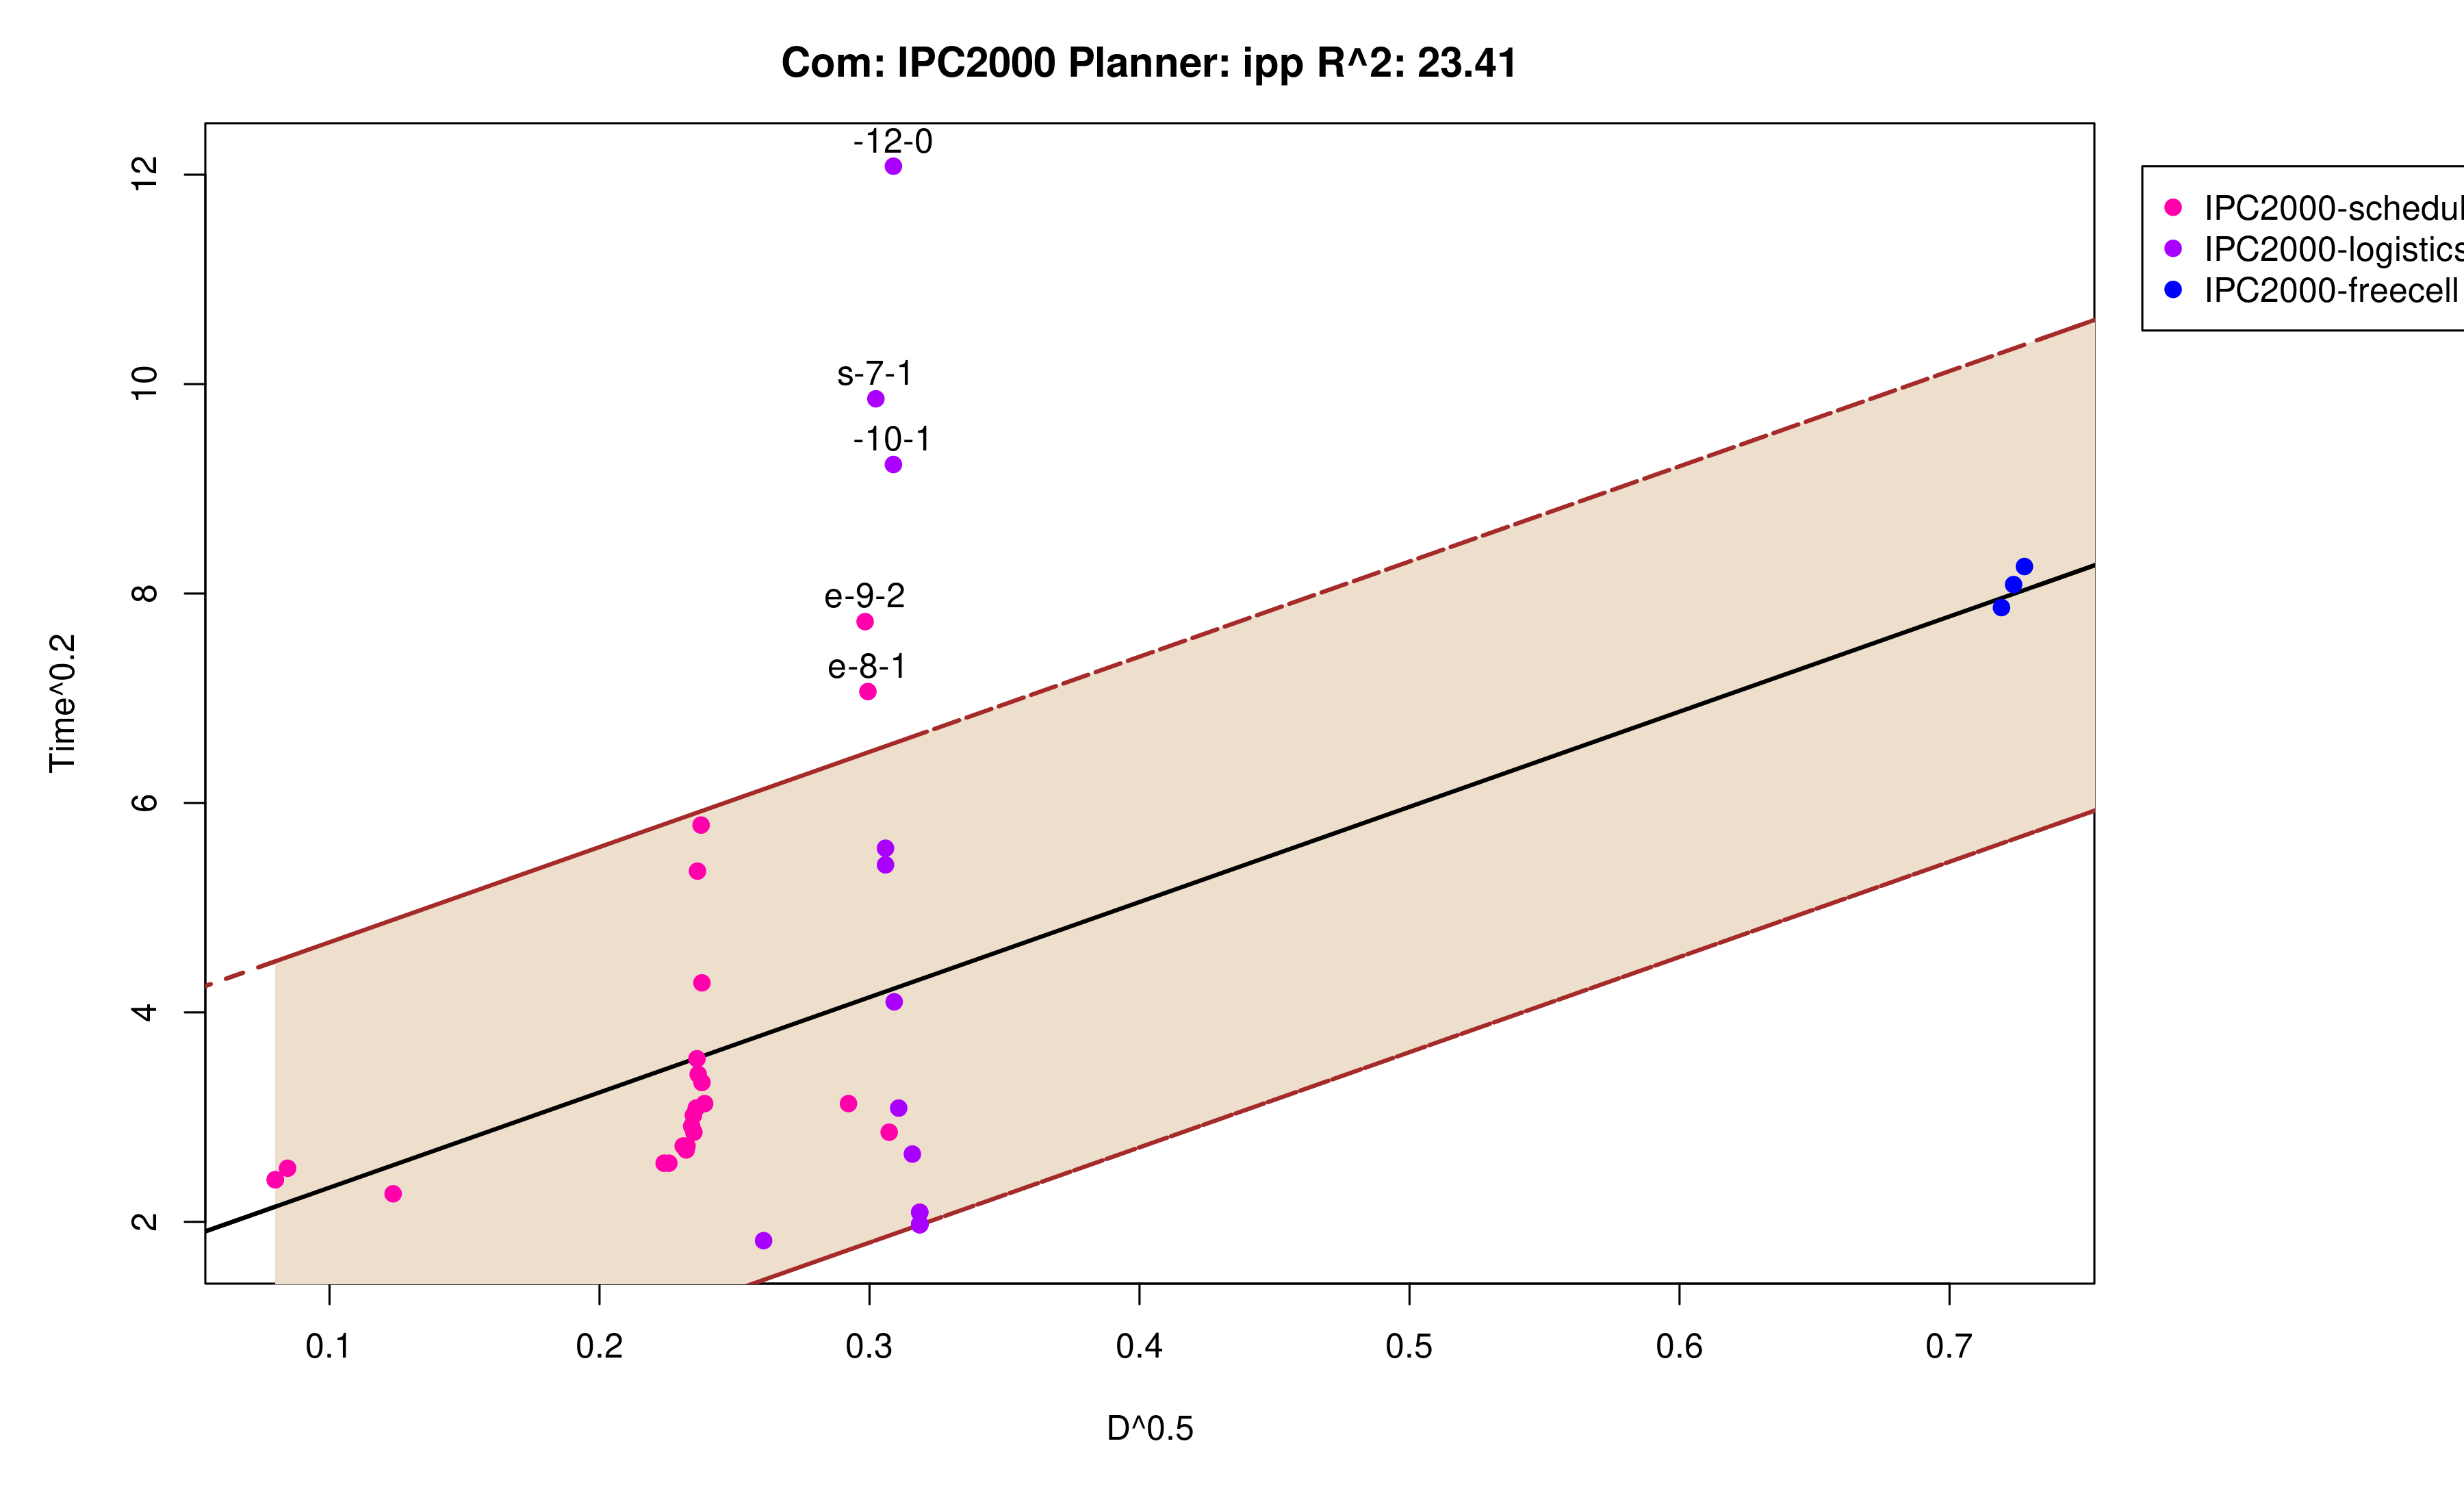 Com: IPC2000 Planner: ipp R^2: 23.41
-12-0
s-7-1
-10-1
e-9-2
e-8-1
IPC2000-schedul
IPC2000-logistics
IPC2000-freecell
12
10
8
6
4
2
Time^0.2
0.1 0.2 0.3 0.4 0.5 0.6 0.7
D^0.5